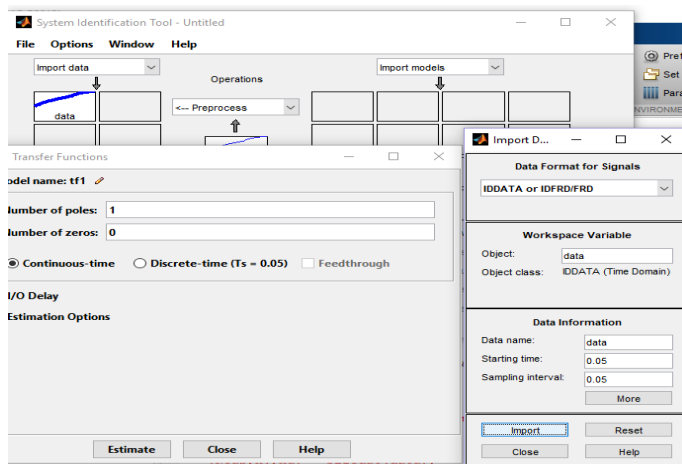 System Identification Tool - Untitled
File Options Window Help
Import data
Import models
Operations
data
<-- Preprocess
Pref
Set
Para
NVIRONME
Transfer Functions
odel name: tf1
Number of poles: 1
Number of zeros: 0
Continuous-time Discrete-time (Ts = 0.05) Feedthrough
I/O Delay
Estimation Options
Estimate Close Help
Import D...
Data Format for Signals
IDDATA or IDFRD/FRD
Workspace Variable
Object: data
Object class: IDDATA (Time Domain)
Data Information
Data name: data
Starting time: 0.05
Sampling interval: 0.05
More
Import Reset
Close Help